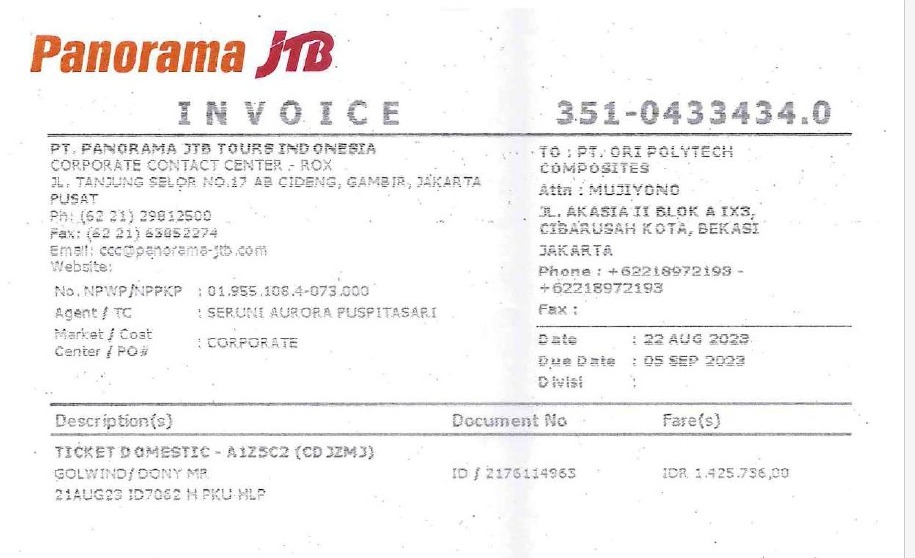 Panorama JTB
INVOICE
351-0433434.0
PT. PANORAMA JTB TOURS INDONESIA
CORPORATE CONTACT CENTER - ROX
JL. TANJUNG SELOR NO.17 AB CIDENG, GAMBIR, JAKARTA
PUSAT
Ph: (62 21) 29812500
Fax: (62 21) 63852274
Email: ccc@panorama-jtb.com
Website:
No. NPWP/NPPKP : 01.955.108.4-073.000
Agent / TC : SERUNI AURORA PUSPITASARI
Market / Cost
Center / PO# : CORPORATE
TO : PT. ORI POLYTECH
COMPOSITES
Attn : MUJIYONO
JL. AKASIA II BLOK A IX3,
CIBARUSAH KOTA, BEKASI
JAKARTA
Phone : +62218972193 -
+62218972193
Fax :
Date : 22 AUG 2023
Due Date : 05 SEP 2023
Divisi :
Description(s) Document No Fare(s)
TICKET DOMESTIC - A1Z5C2 (CDJZMJ)
GOLWIND/DONY MR ID / 2176114963 IDR 1.425.736,00
21AUG23 ID7062 H PKU HLP